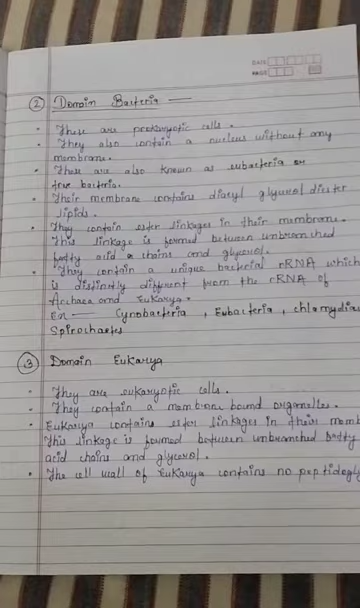 DATE
PAGE
② Domain Bacteria —
• These are prokaryotic cells.
• They also contain a nucleus without any
membrane.
• These are also known as eubacteria or
true bacteria.
• Their membrane contains diacyl glycerol diester
lipids.
• They contain ester linkages in their membrane.
This linkage is formed between unbranched
fatty acid chains and glycerol.
• They contain a unique bacterial rRNA which
is distinctly different from the rRNA of
Archaea and Eukarya.
Ex — Cynobacteria, Eubacteria, chlamydia
Spirochaetes
③ Domain Eukarya
• They are eukaryotic cells.
• They contain a membrane bound organelles.
• Eukarya contains ester linkages in their memb
This linkage is formed between unbranched fatty
acid chains and glycerol.
• The cell wall of Eukarya contains no peptidogly